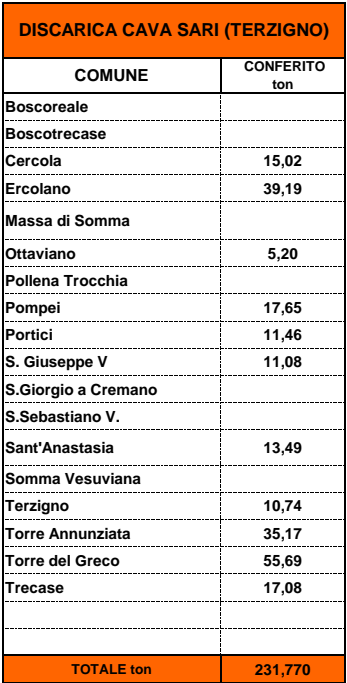 DISCARICA CAVA SARI (TERZIGNO)
COMUNE CONFERITO ton
Boscoreale
Boscotrecase
Cercola 15,02
Ercolano 39,19
Massa di Somma
Ottaviano 5,20
Pollena Trocchia
Pompei 17,65
Portici 11,46
S. Giuseppe V 11,08
S.Giorgio a Cremano
S.Sebastiano V.
Sant'Anastasia 13,49
Somma Vesuviana
Terzigno 10,74
Torre Annunziata 35,17
Torre del Greco 55,69
Trecase 17,08
TOTALE ton 231,770